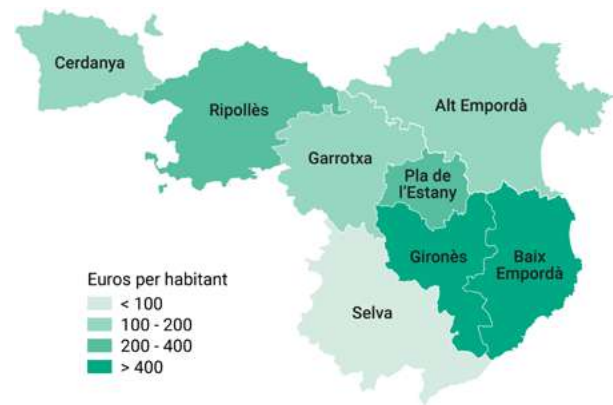 Cerdanya
Ripollès
Alt Empordà
Garrotxa
Pla de
l'Estany
Gironès
Baix
Empordà
Selva
Euros per habitant
< 100
100 - 200
200 - 400
> 400